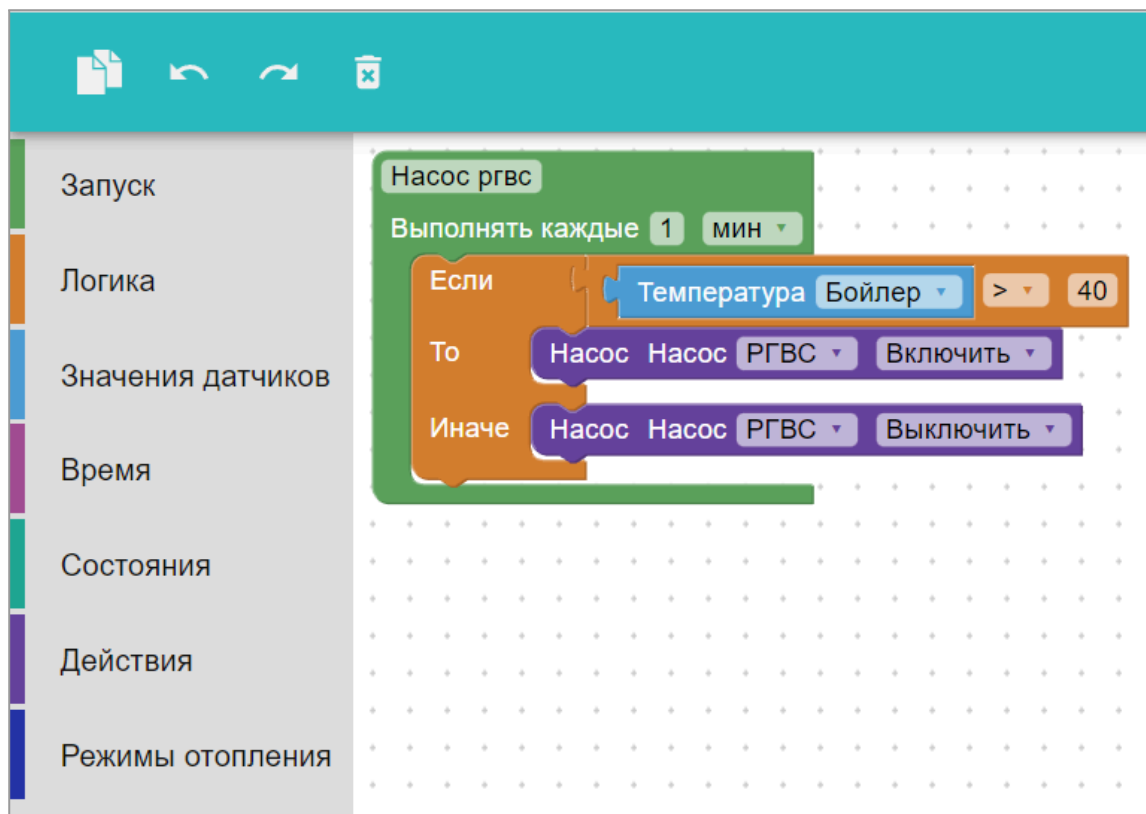 Запуск
Логика
Значения датчиков
Время
Состояния
Действия
Режимы отопления
Насос ргвс
Выполнять каждые 1 мин
Если Температура Бойлер > 40
То Насос Насос РГВС Включить
Иначе Насос Насос РГВС Выключить